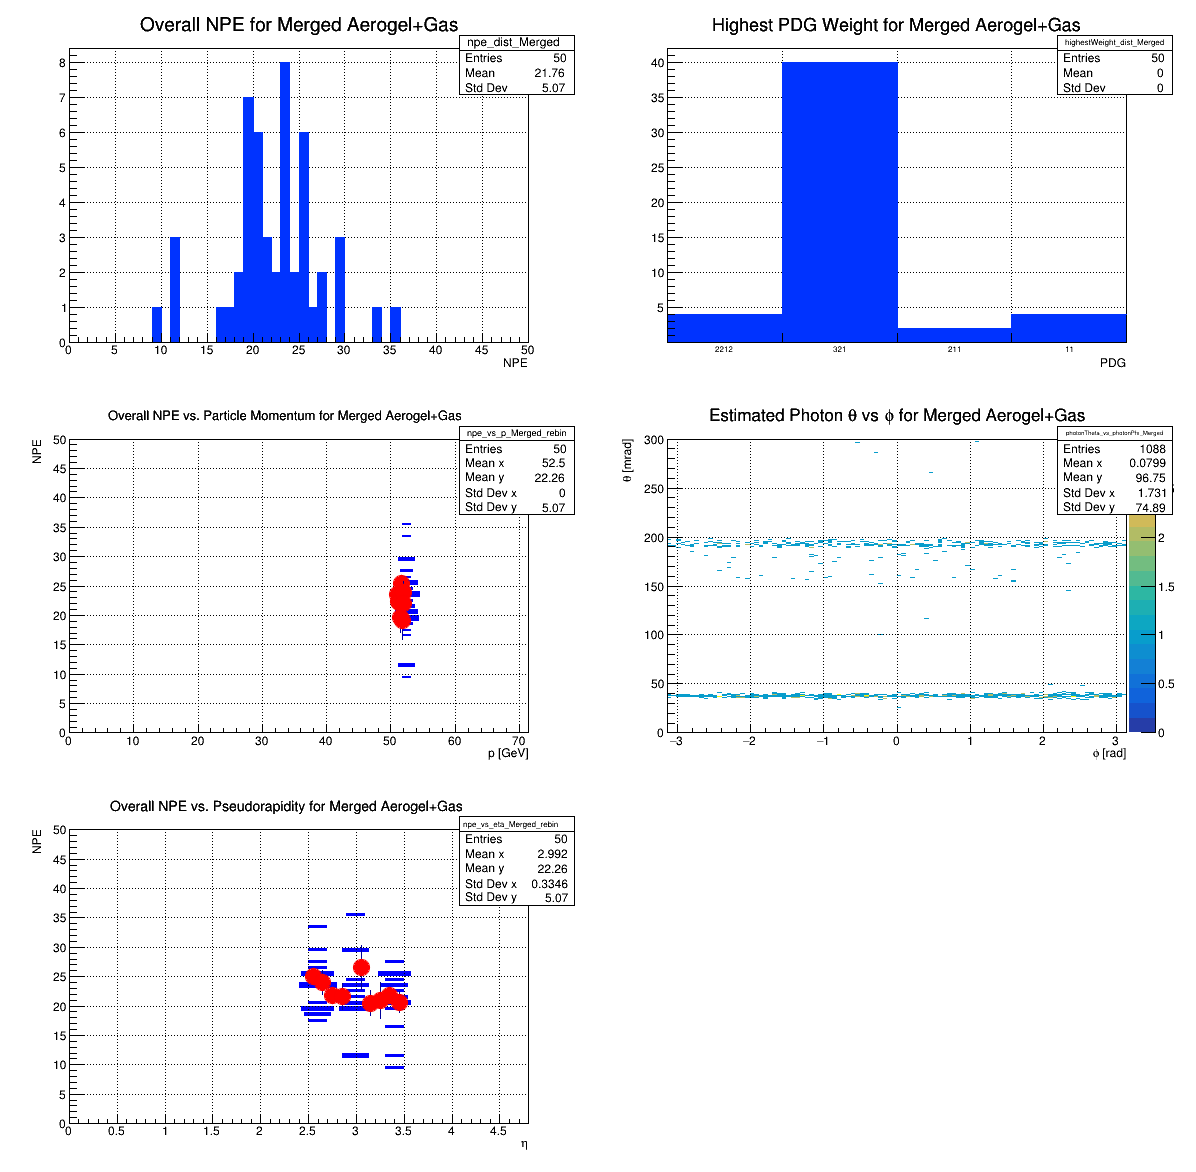 Overall NPE for Merged Aerogel+Gas
npe_dist_Merged
Entries 50
Mean 21.76
Std Dev 5.07
8
7
6
5
4
3
2
1
0
0 5 10 15 20 25 30 35 40 45 50
NPE
Highest PDG Weight for Merged Aerogel+Gas
highestWeight_dist_Merged
Entries 50
Mean 0
Std Dev 0
40
35
30
25
20
15
10
5
2212 321 211 11
PDG
Overall NPE vs. Particle Momentum for Merged Aerogel+Gas
npe_vs_p_Merged_rebin
Entries 50
Mean x 52.5
Mean y 22.26
Std Dev x 0
Std Dev y 5.07
NPE
50
45
40
35
30
25
20
15
10
5
0
0 10 20 30 40 50 60 70
p [GeV]
Estimated Photon θ vs ϕ for Merged Aerogel+Gas
photonTheta_vs_photonPhi_Merged
Entries 1088
Mean x 0.0799
Mean y 96.75
Std Dev x 1.731
Std Dev y 74.89
θ [mrad]
300
250
200
150
100
50
0
−3 −2 −1 0 1 2 3
ϕ [rad]
2
1.5
1
0.5
0
Overall NPE vs. Pseudorapidity for Merged Aerogel+Gas
npe_vs_eta_Merged_rebin
Entries 50
Mean x 2.992
Mean y 22.26
Std Dev x 0.3346
Std Dev y 5.07
NPE
50
45
40
35
30
25
20
15
10
5
0
0 0.5 1 1.5 2 2.5 3 3.5 4 4.5
η